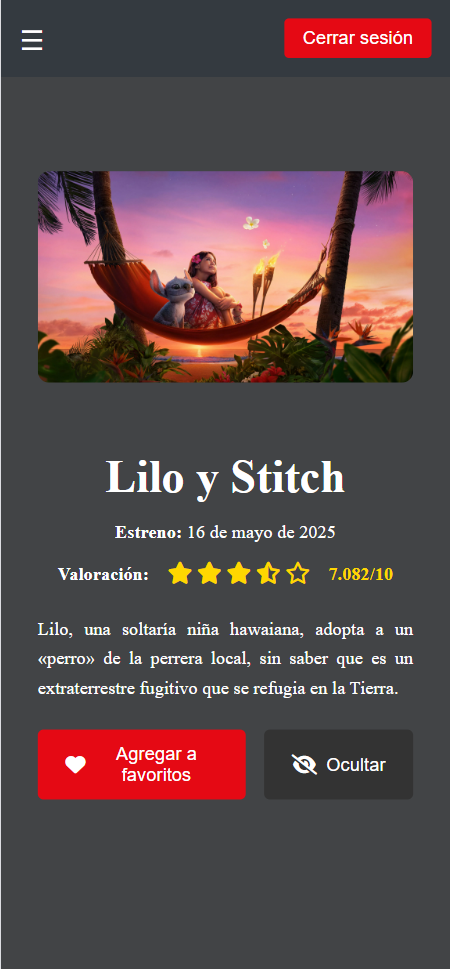 Cerrar sesión
Lilo y Stitch
Estreno: 16 de mayo de 2025
Valoración: 7.082/10
Lilo, una soltaría niña hawaiana, adopta a un
«perro» de la perrera local, sin saber que es un
extraterrestre fugitivo que se refugia en la Tierra.
Agregar a
favoritos
Ocultar